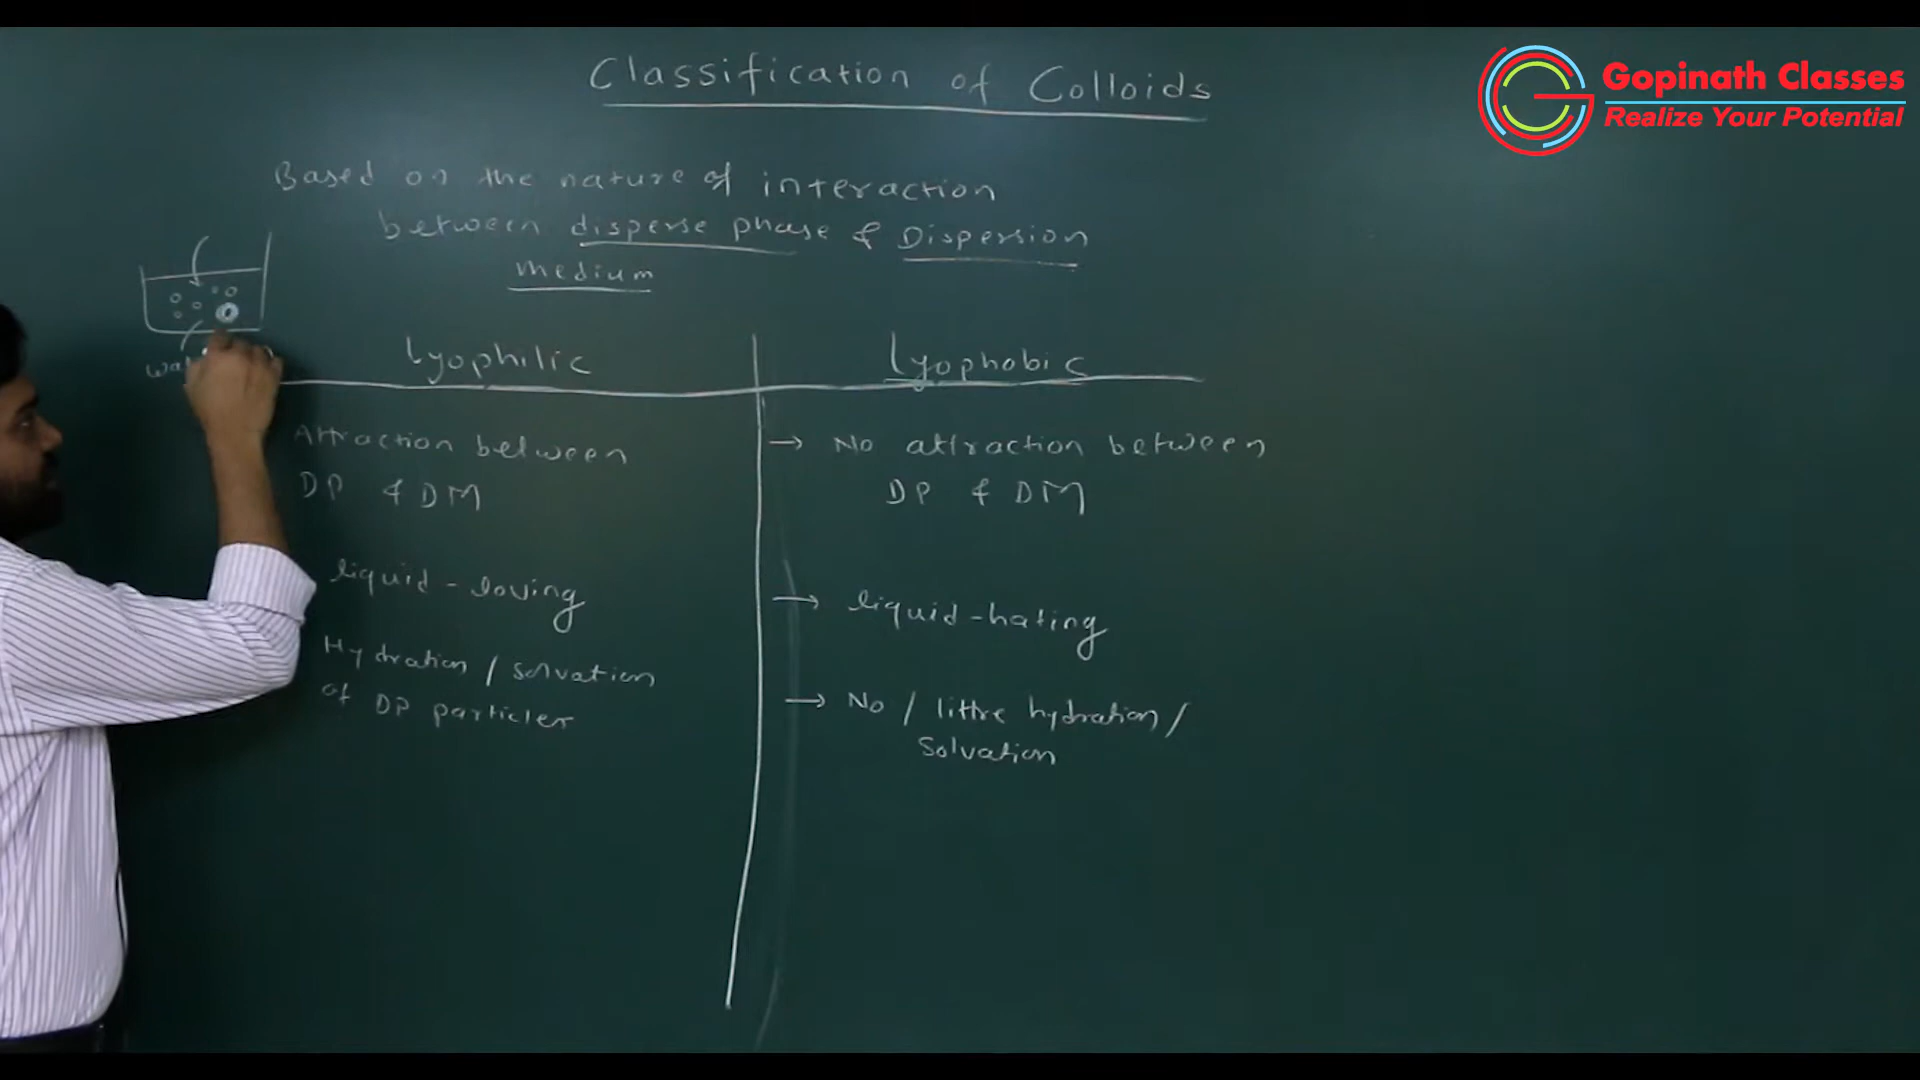 Classification of Colloids
Gopinath Classes
Realize Your Potential
Based on the nature of interaction
between disperse phase & Dispersion
medium
Lyophilic
Lyophobic
Attraction between
DP & DM
liquid - loving
Hydration / solvation
of DP particles
→ No attraction between
DP & DM
→ liquid - hating
→ No / little hydration /
Solvation